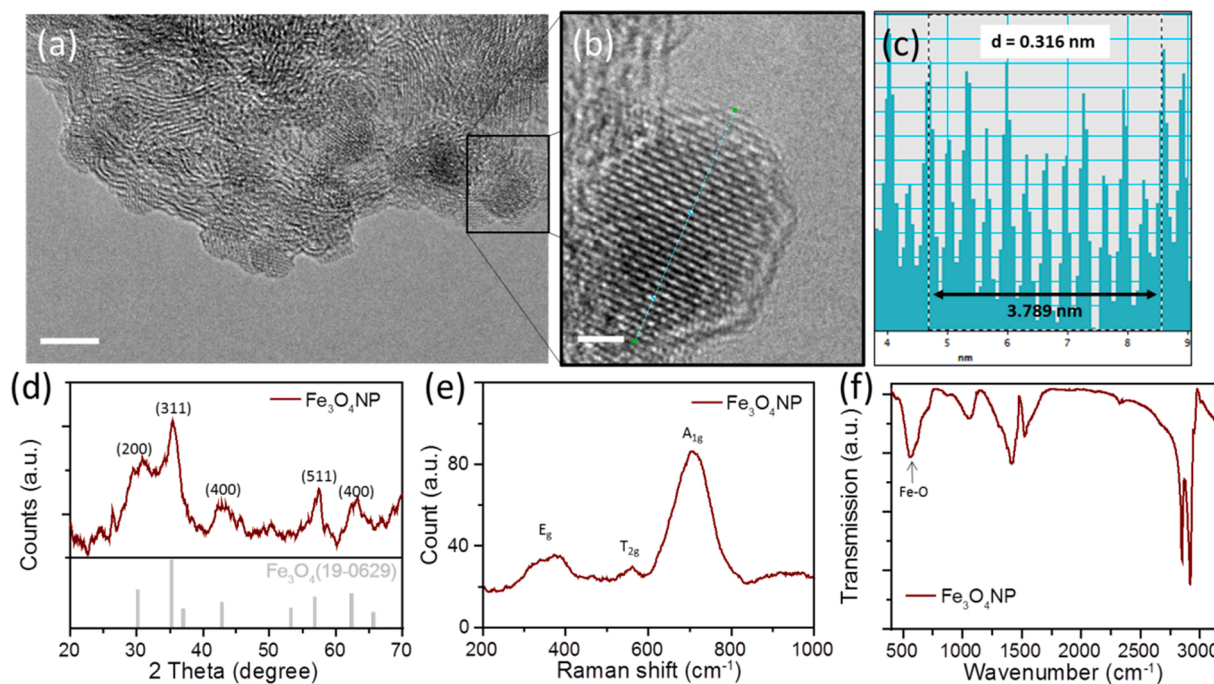 (a)
(b)
(c)
d = 0.316 nm
3.789 nm
4 5 6 7 8 9
nm
(d)
Fe₃O₄NP
(200)
(311)
(400)
(511)
(400)
Counts (a.u.)
Fe₃O₄(19-0629)
20 30 40 50 60 70
2 Theta (degree)
(e)
Fe₃O₄NP
A₁g
E_g
T₂g
Count (a.u.)
80
40
0
200 400 600 800 1000
Raman shift (cm⁻¹)
(f)
Fe-O
Fe₃O₄NP
Transmission (a.u.)
500 1000 1500 2000 2500 3000
Wavenumber (cm⁻¹)